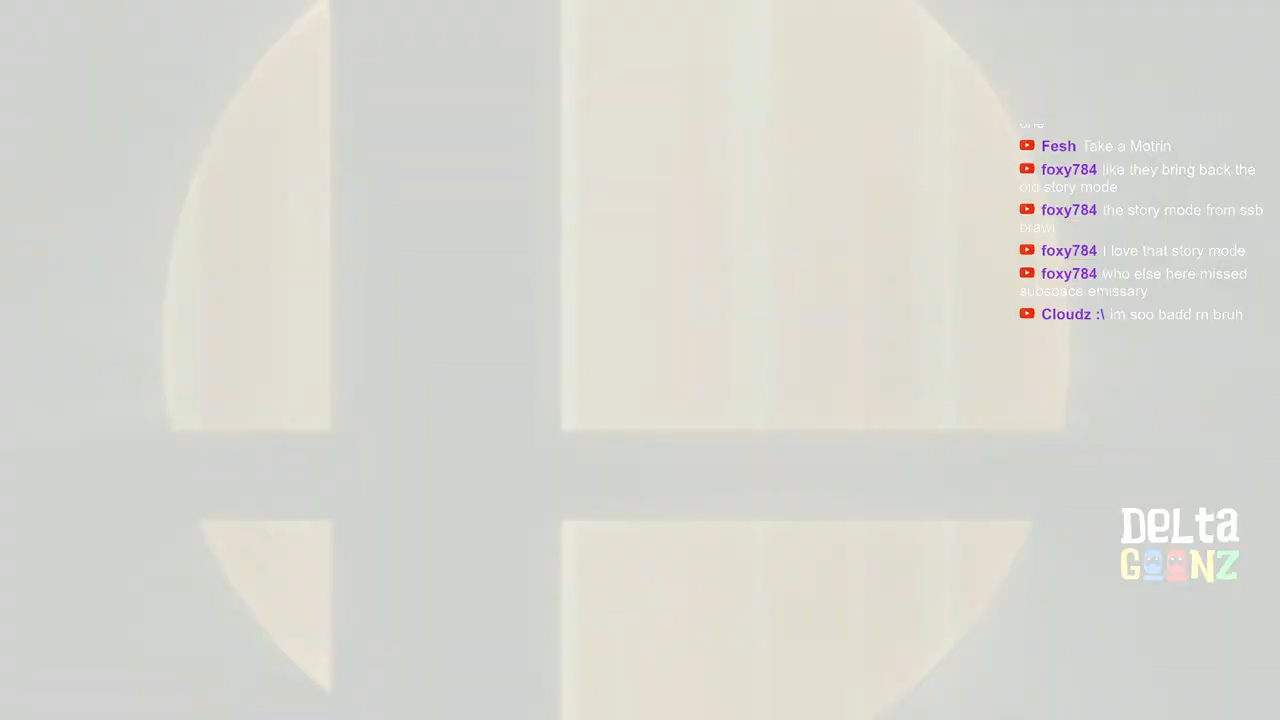 Fesh Take a Motrin
foxy784 like they bring back the
old story mode
foxy784 the story mode from ssb
brawl
foxy784 I love that story mode
foxy784 who else here missed
subspace emissary
Cloudz :\ im soo badd rn bruh
DeLta
GOONZ